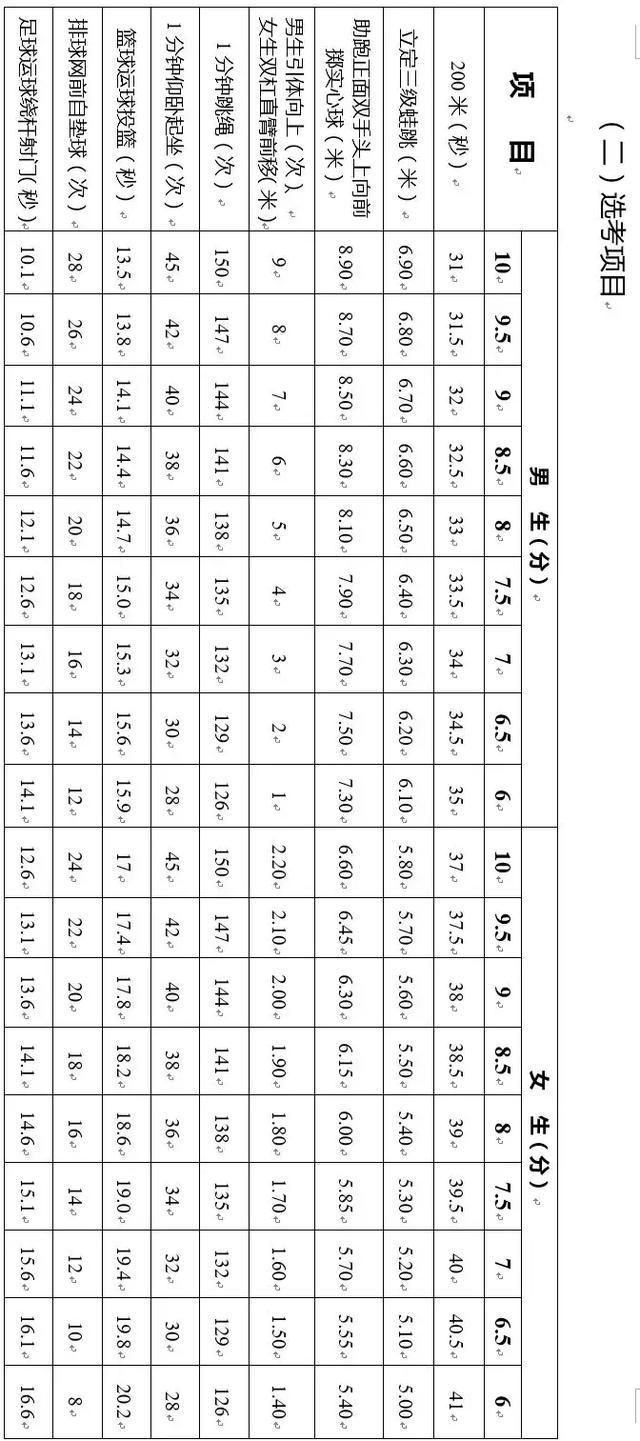 （二）选考项目
项 目 男 生(分) 女 生(分)
10 9.5 9 8.5 8 7.5 7 6.5 6 10 9.5 9 8.5 8 7.5 7 6.5 6
200 米（秒） 31 31.5 32 32.5 33 33.5 34 34.5 35 37 37.5 38 38.5 39 39.5 40 40.5 41
立定三级蛙跳（米） 6.90 6.80 6.70 6.60 6.50 6.40 6.30 6.20 6.10 5.80 5.70 5.60 5.50 5.40 5.30 5.20 5.10 5.00
助跑正面双手头上向前
掷实心球（米） 8.90 8.70 8.50 8.30 8.10 7.90 7.70 7.50 7.30 6.60 6.45 6.30 6.15 6.00 5.85 5.70 5.55 5.40
男生引体向上（次）、
女生双杠直臂前移(米) 9 8 7 6 5 4 3 2 1 2.20 2.10 2.00 1.90 1.80 1.70 1.60 1.50 1.40
1 分钟跳绳（次） 150 147 144 141 138 135 132 129 126 150 147 144 141 138 135 132 129 126
1 分钟仰卧起坐（次） 45 42 40 38 36 34 32 30 28 45 42 40 38 36 34 32 30 28
篮球运球投篮（秒） 13.5 13.8 14.1 14.4 14.7 15.0 15.3 15.6 15.9 17 17.4 17.8 18.2 18.6 19.0 19.4 19.8 20.2
排球网前自垫球（次） 28 26 24 22 20 18 16 14 12 24 22 20 18 16 14 12 10 8
足球运球绕杆射门(秒) 10.1 10.6 11.1 11.6 12.1 12.6 13.1 13.6 14.1 12.6 13.1 13.6 14.1 14.6 15.1 15.6 16.1 16.6